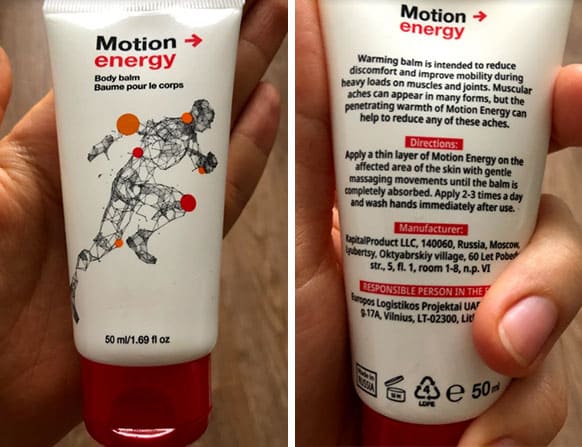 Motion →
energy
Body balm
Baume pour le corps
50 ml/1.69 fl oz
Motion →
energy
Warming balm is intended to reduce
discomfort and improve mobility during
heavy loads on muscles and joints. Muscular
aches can appear in many forms, but the
penetrating warmth of Motion Energy can
help to reduce any of these aches.
Directions:
Apply a thin layer of Motion Energy on the
affected area of the skin with gentle
massaging movements until the balm is
completely absorbed. Apply 2-3 times a day
and wash hands immediately after use.
Manufacturer:
KapitalProduct LLC, 140060, Russia, Moscow,
Lyubertsy, Oktyabrskiy village, 60 Let Pobedy
str., 5, fl. 1, room 1-8, n.p. VI
RESPONSIBLE PERSON IN THE
Europos Logistikos Projektai
g.17A, Vilnius, LT-02300,
Made in
RUSSIA
4
LDPE
e 50 ml